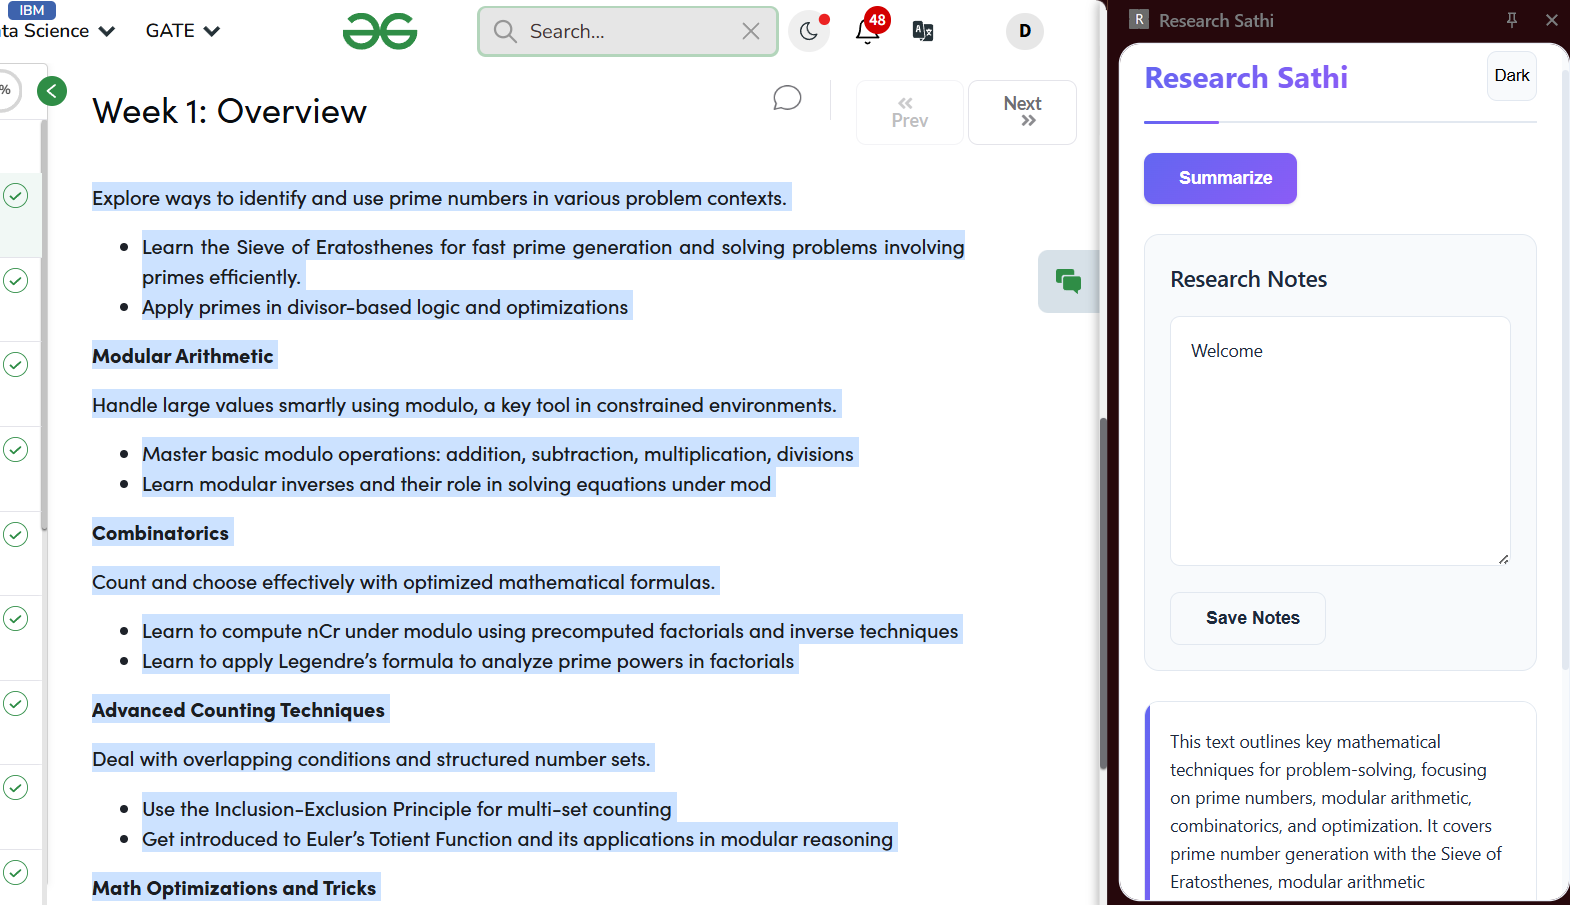 IBM
ta Science
GATE
Search...
48
D
%
Week 1: Overview
Prev
Next
Explore ways to identify and use prime numbers in various problem contexts.
Learn the Sieve of Eratosthenes for fast prime generation and solving problems involving
primes efficiently.
Apply primes in divisor-based logic and optimizations
Modular Arithmetic
Handle large values smartly using modulo, a key tool in constrained environments.
Master basic modulo operations: addition, subtraction, multiplication, divisions
Learn modular inverses and their role in solving equations under mod
Combinatorics
Count and choose effectively with optimized mathematical formulas.
Learn to compute nCr under modulo using precomputed factorials and inverse techniques
Learn to apply Legendre’s formula to analyze prime powers in factorials
Advanced Counting Techniques
Deal with overlapping conditions and structured number sets.
Use the Inclusion-Exclusion Principle for multi-set counting
Get introduced to Euler’s Totient Function and its applications in modular reasoning
Math Optimizations and Tricks
R Research Sathi
Research Sathi
Dark
Summarize
Research Notes
Welcome
Save Notes
This text outlines key mathematical
techniques for problem-solving, focusing
on prime numbers, modular arithmetic,
combinatorics, and optimization. It covers
prime number generation with the Sieve of
Eratosthenes, modular arithmetic